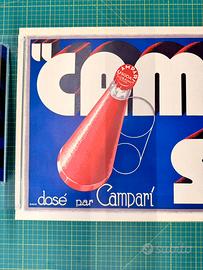 "CAM
S
... dosé par Campari
subito